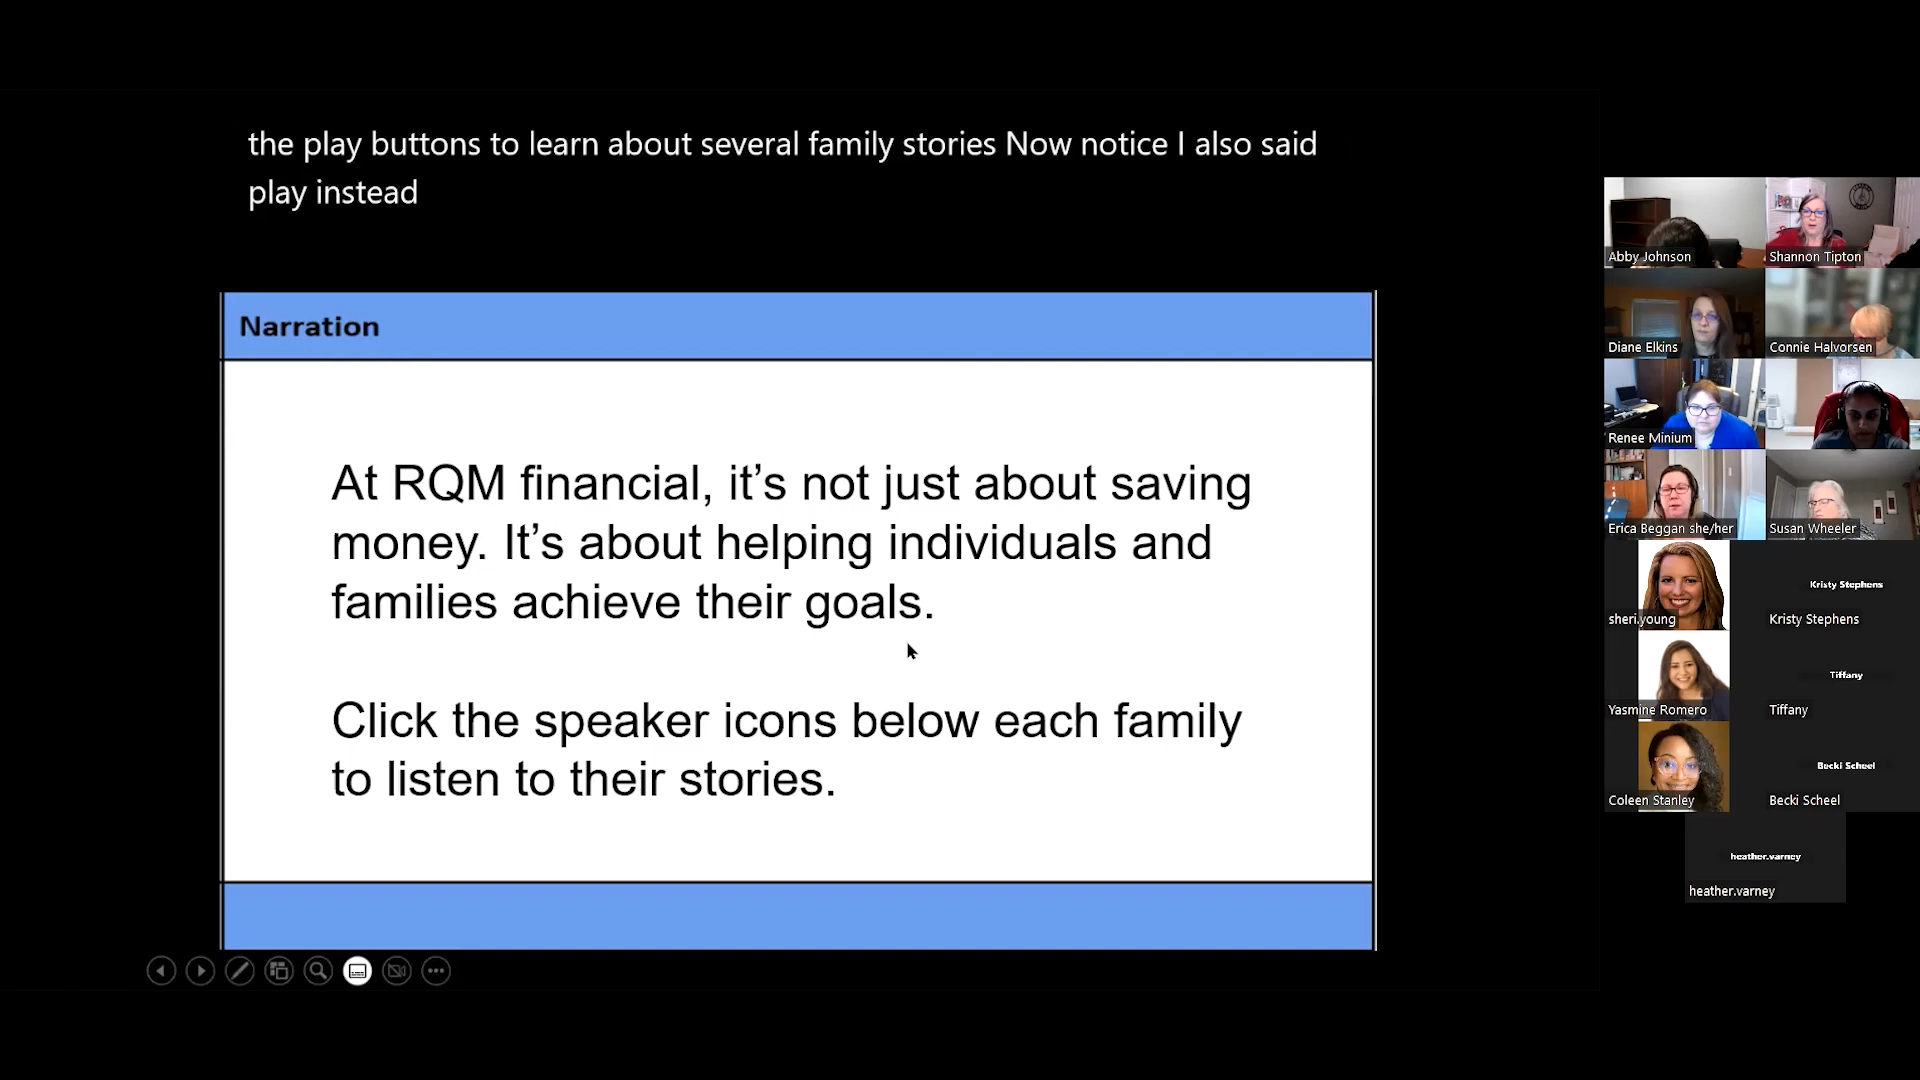 the play buttons to learn about several family stories Now notice I also said
play instead
Narration
At RQM financial, it’s not just about saving
money. It’s about helping individuals and
families achieve their goals.
Click the speaker icons below each family
to listen to their stories.
Abby Johnson
Shannon Tipton
Diane Elkins
Connie Halvorsen
Renee Minium
Erica Beggan she/her
Susan Wheeler
sheri.young
Kristy Stephens
Kristy Stephens
Yasmine Romero
Tiffany
Tiffany
Coleen Stanley
Becki Scheel
Becki Scheel
heather.varney
heather.varney